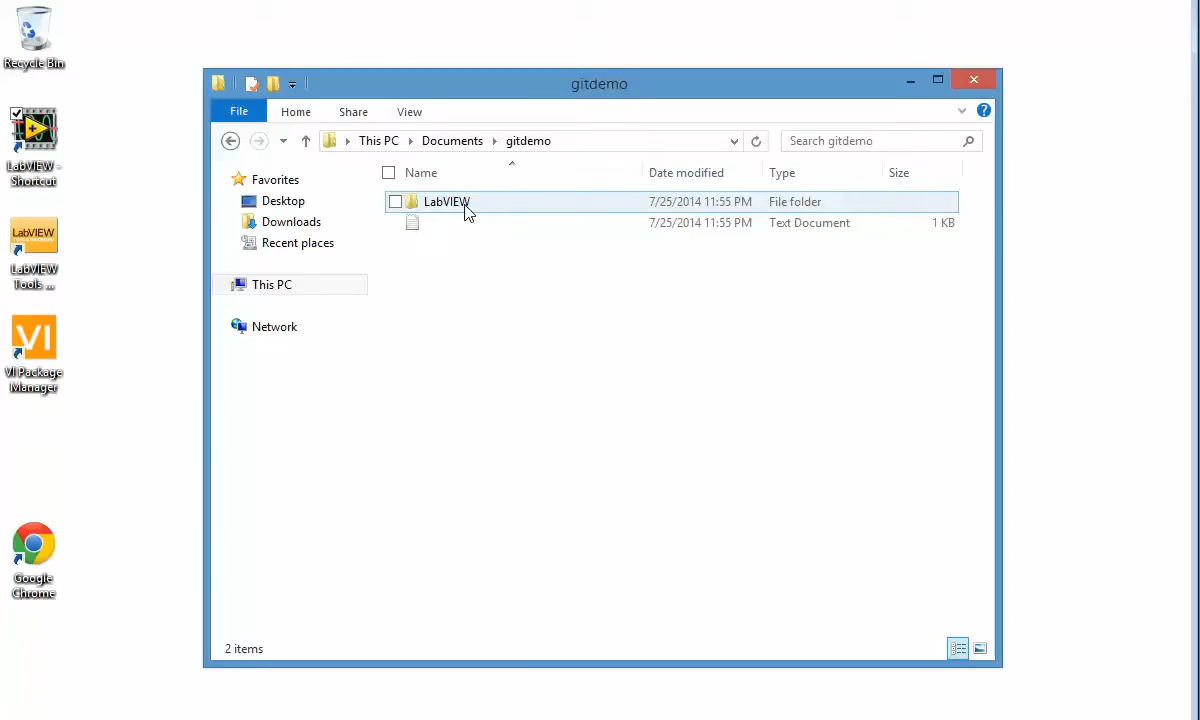 Recycle Bin
LabVIEW - Shortcut
LabVIEW
LabVIEW Tools ...
VI
VI Package Manager
Google Chrome
gitdemo
File Home Share View
This PC Documents gitdemo
Search gitdemo
Name Date modified Type Size
Favorites
Desktop
Downloads
Recent places
This PC
Network
LabVIEW 7/25/2014 11:55 PM File folder
7/25/2014 11:55 PM Text Document 1 KB
2 items